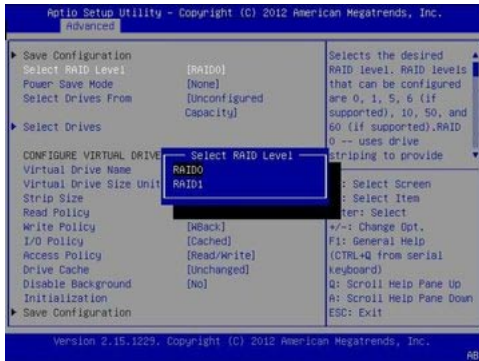 Aptio Setup Utility - Copyright (C) 2012 American Megatrends, Inc.
Advanced
Save Configuration
Select RAID Level [RAID0]
Power Save Mode [None]
Select Drives From [Unconfigured
Capacity]
Select Drives
CONFIGURE VIRTUAL DRIVE
Virtual Drive Name
Virtual Drive Size Unit
Strip Size
Read Policy
Write Policy [WBack]
I/O Policy [Cached]
Access Policy [Read/Write]
Drive Cache [Unchanged]
Disable Background [No]
Initialization
Save Configuration
Select RAID Level
RAID0
RAID1
Selects the desired
RAID level. RAID levels
that can be configured
are 0, 1, 5, 6 (if
supported), 10, 50, and
60 (if supported).RAID
0 -- uses drive
striping to provide
: Select Screen
: Select Item
ter: Select
+/-: Change Opt.
F1: General Help
(CTRL+Q from serial
keyboard)
Q: Scroll Help Pane Up
A: Scroll Help Pane Down
ESC: Exit
Version 2.15.1229. Copyright (C) 2012 American Megatrends, Inc.
AB